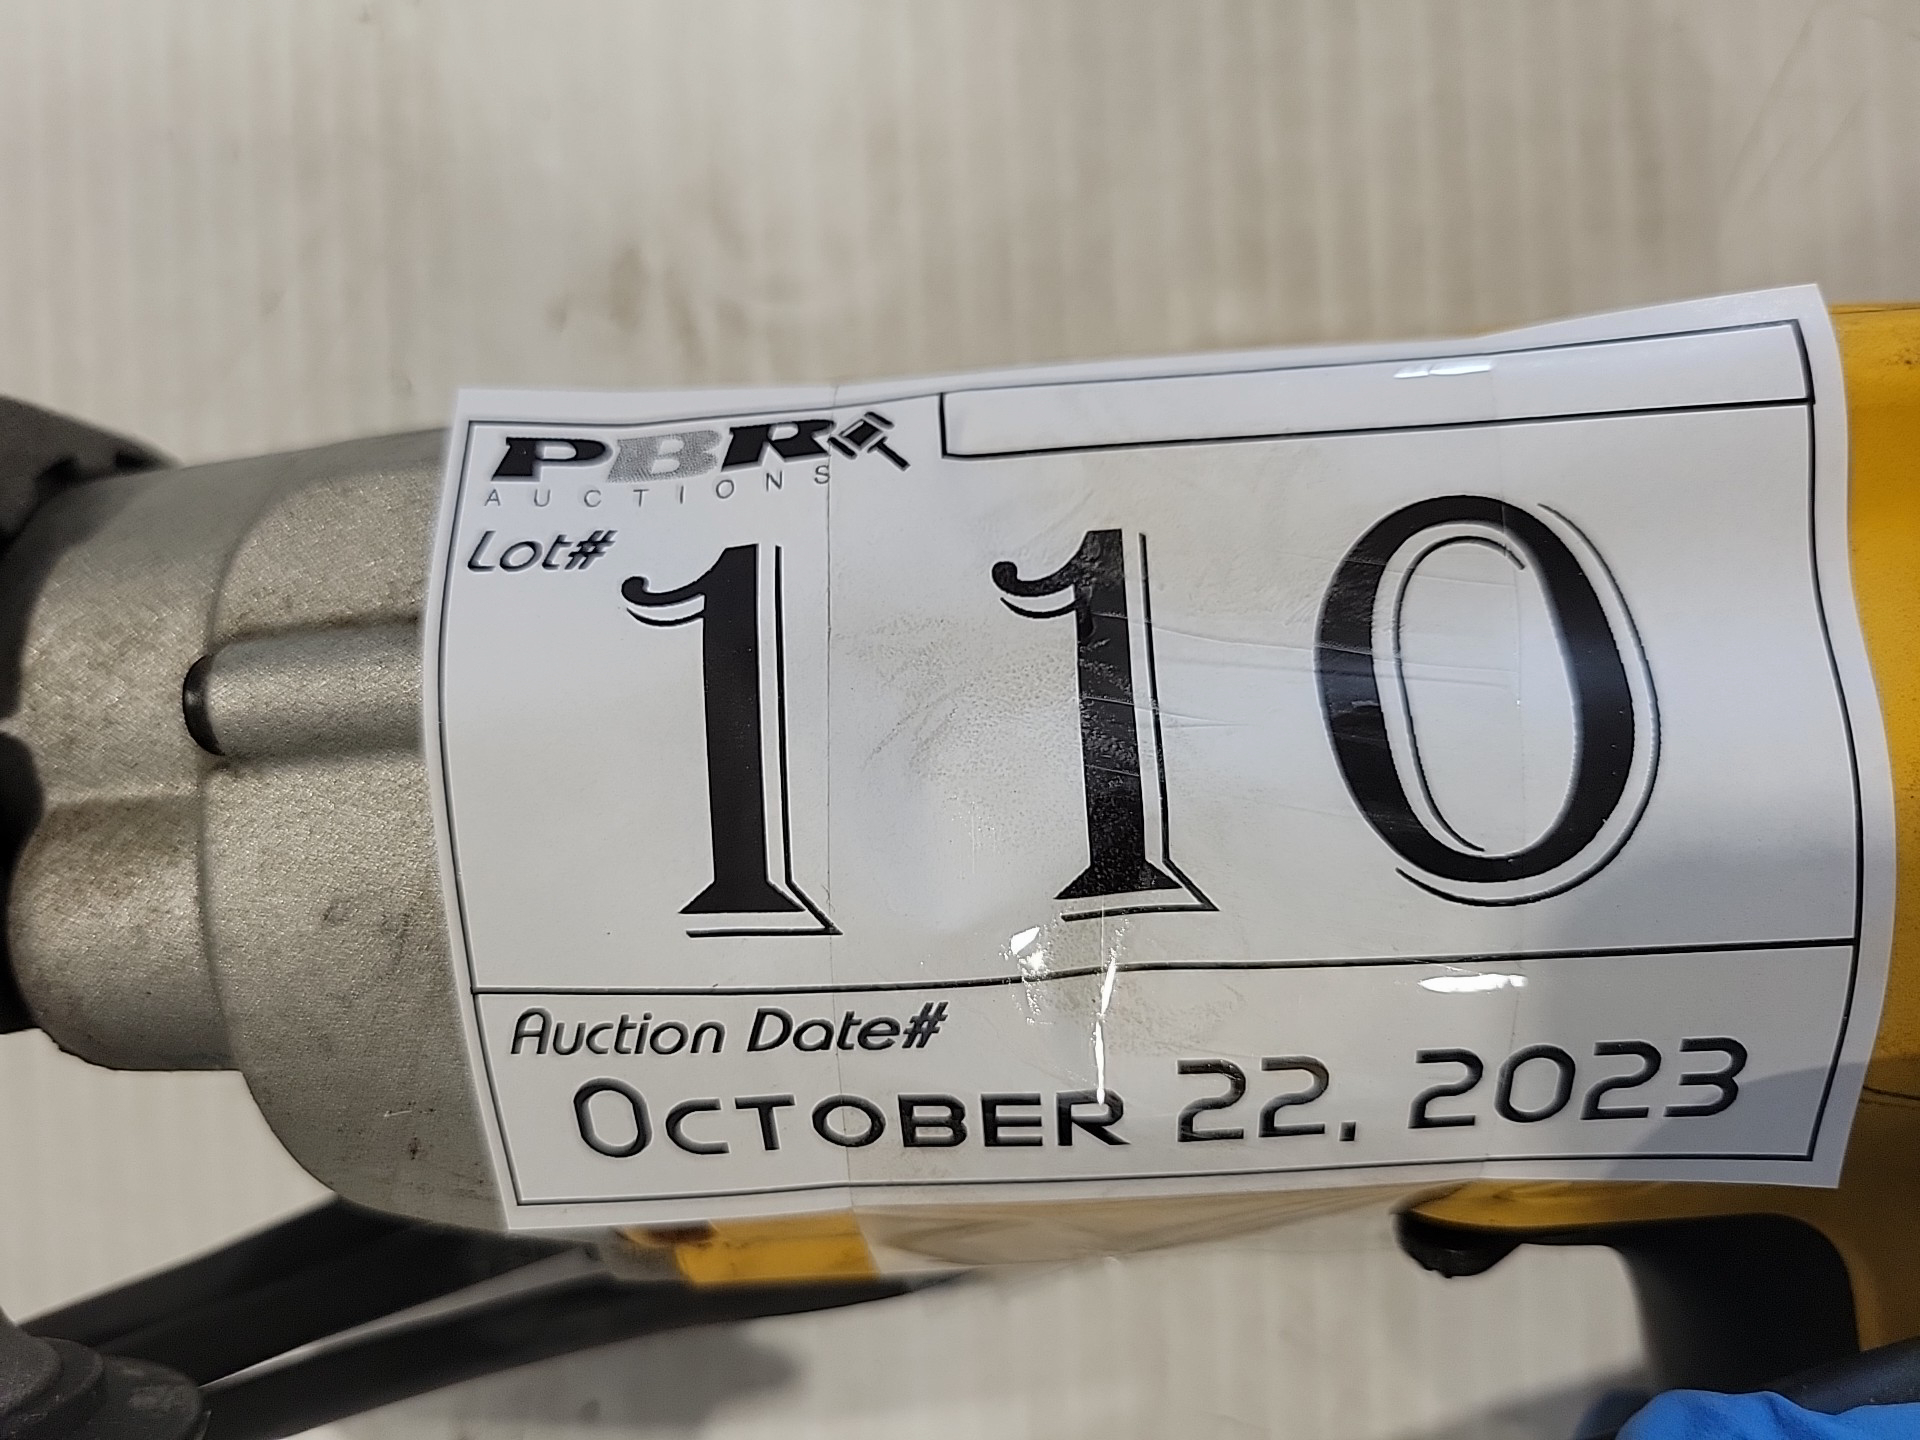 PBR
AUCTIONS
Lot#
110
Auction Date#
October 22, 2023